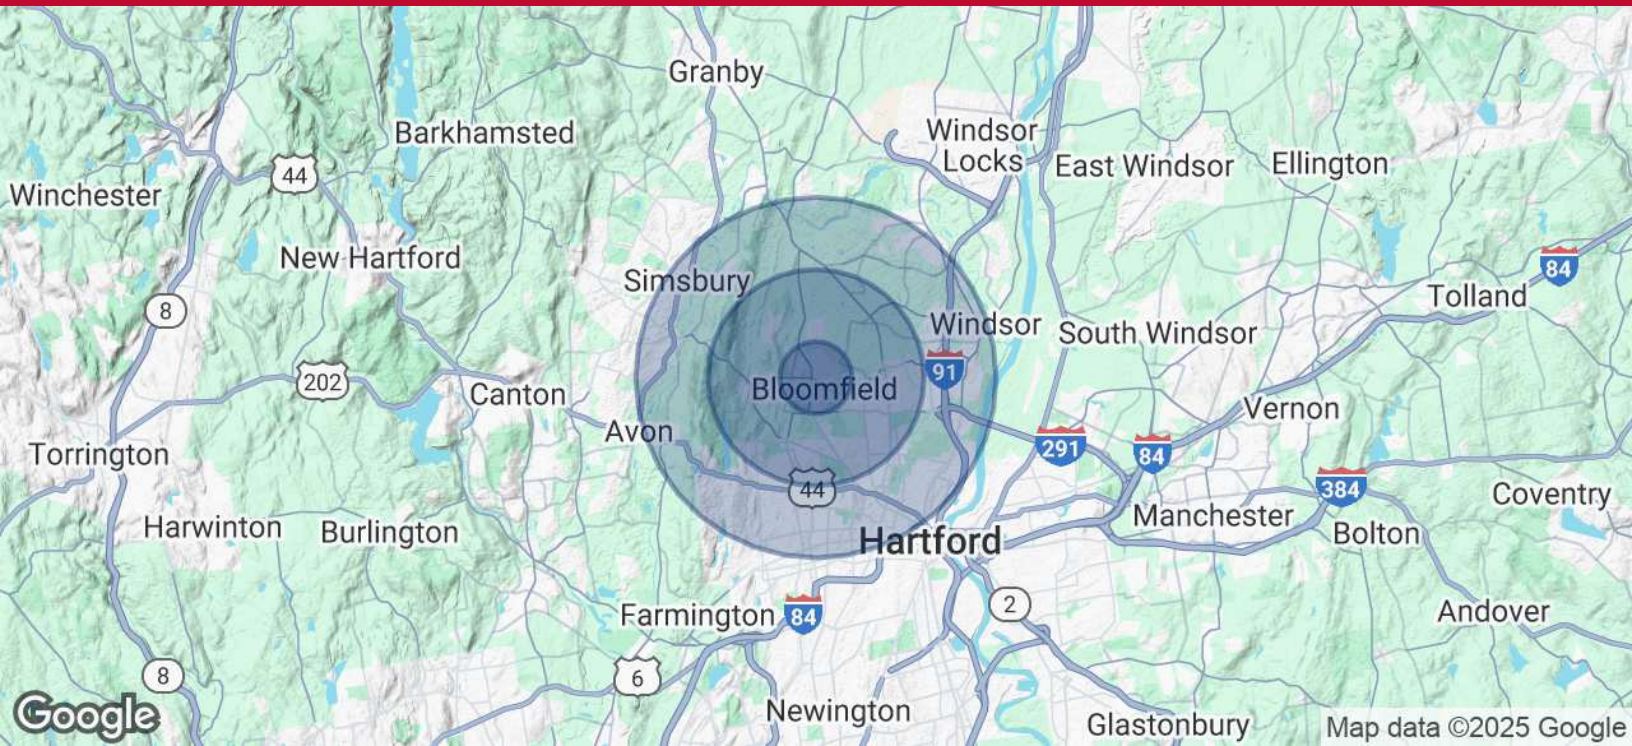 Granby
Barkhamsted
Windsor
Locks
East Windsor
Ellington
44
Winchester
New Hartford
Simsbury
84
Tolland
8
Windsor
South Windsor
91
202
Bloomfield
Canton
Vernon
Avon
291
84
Torrington
44
384
Coventry
Harwinton
Burlington
Hartford
Manchester
Bolton
2
Farmington
84
Andover
8
6
Google
Newington
Glastonbury
Map data ©2025 Google